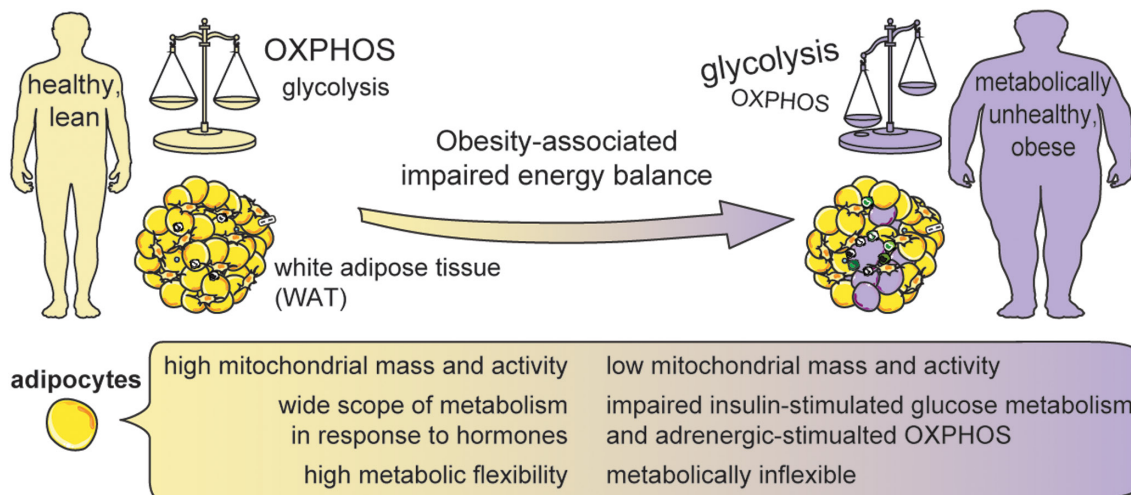 healthy,
lean
OXPHOS
glycolysis
glycolysis
OXPHOS
metabolically
unhealthy,
obese
Obesity-associated
impaired energy balance
white adipose tissue
(WAT)
adipocytes
high mitochondrial mass and activity
low mitochondrial mass and activity
wide scope of metabolism
in response to hormones
impaired insulin-stimulated glucose metabolism
and adrenergic-stimualted OXPHOS
high metabolic flexibility
metabolically inflexible